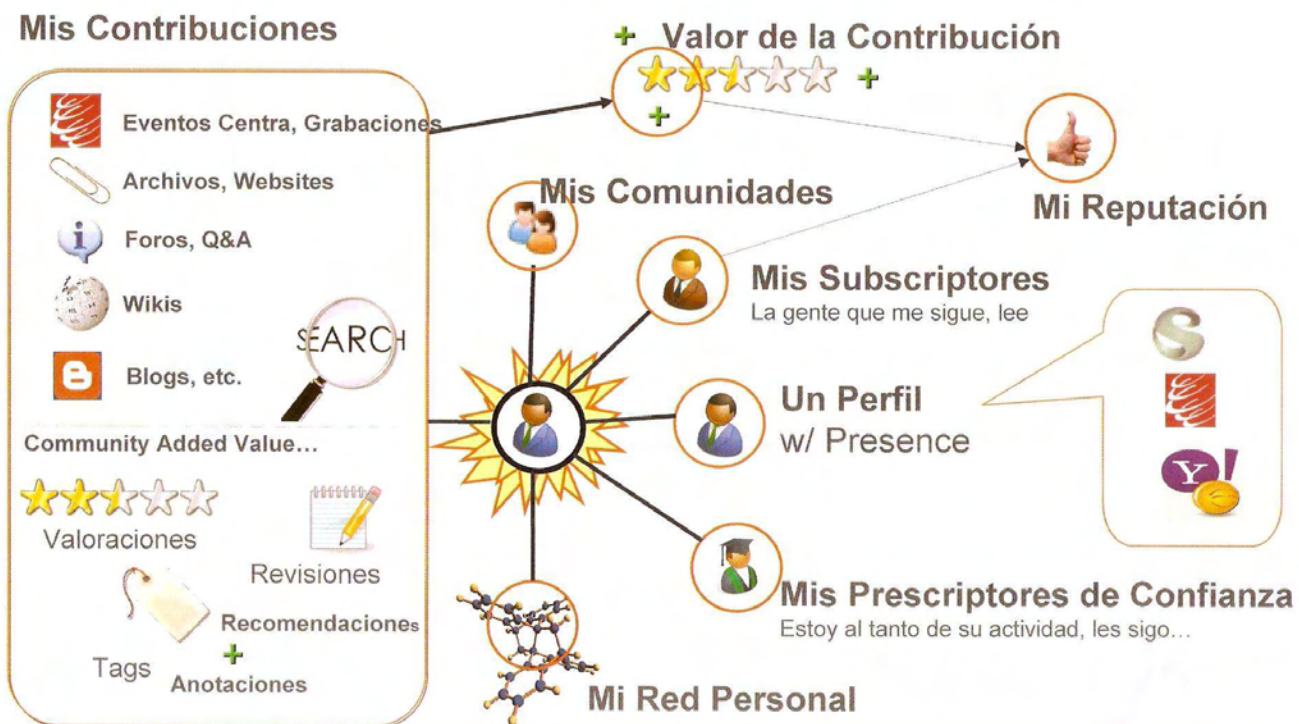 Mis Contribuciones
Eventos Centra, Grabaciones
Archivos, Websites
i
Foros, Q&A
Wikis
SEARCH
Blogs, etc.
Community Added Value…
Valoraciones
Revisiones
Recomendaciones
+
Tags
Anotaciones
+ Valor de la Contribución
+
+
Mi Reputación
Mis Comunidades
Mis Subscriptores
La gente que me sigue, lee
Un Perfil
w/ Presence
S
Y!
Mis Prescriptores de Confianza
Estoy al tanto de su actividad, les sigo…
Mi Red Personal